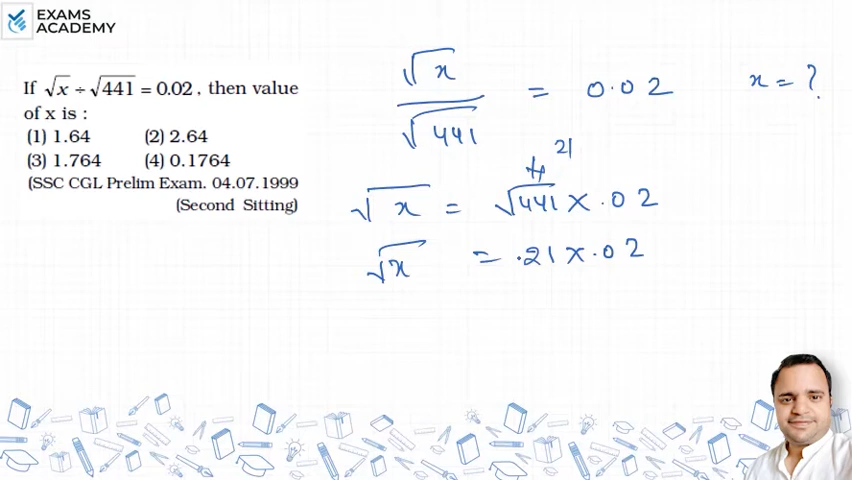 EXAMS
ACADEMY
If √x ÷ √441 = 0.02, then value
of x is :
(1) 1.64 (2) 2.64
(3) 1.764 (4) 0.1764
(SSC CGL Prelim Exam. 04.07.1999
(Second Sitting)
√x / √441 = 0.02 x = ?
21
√x = √441 × .02
√x = .21 × .02